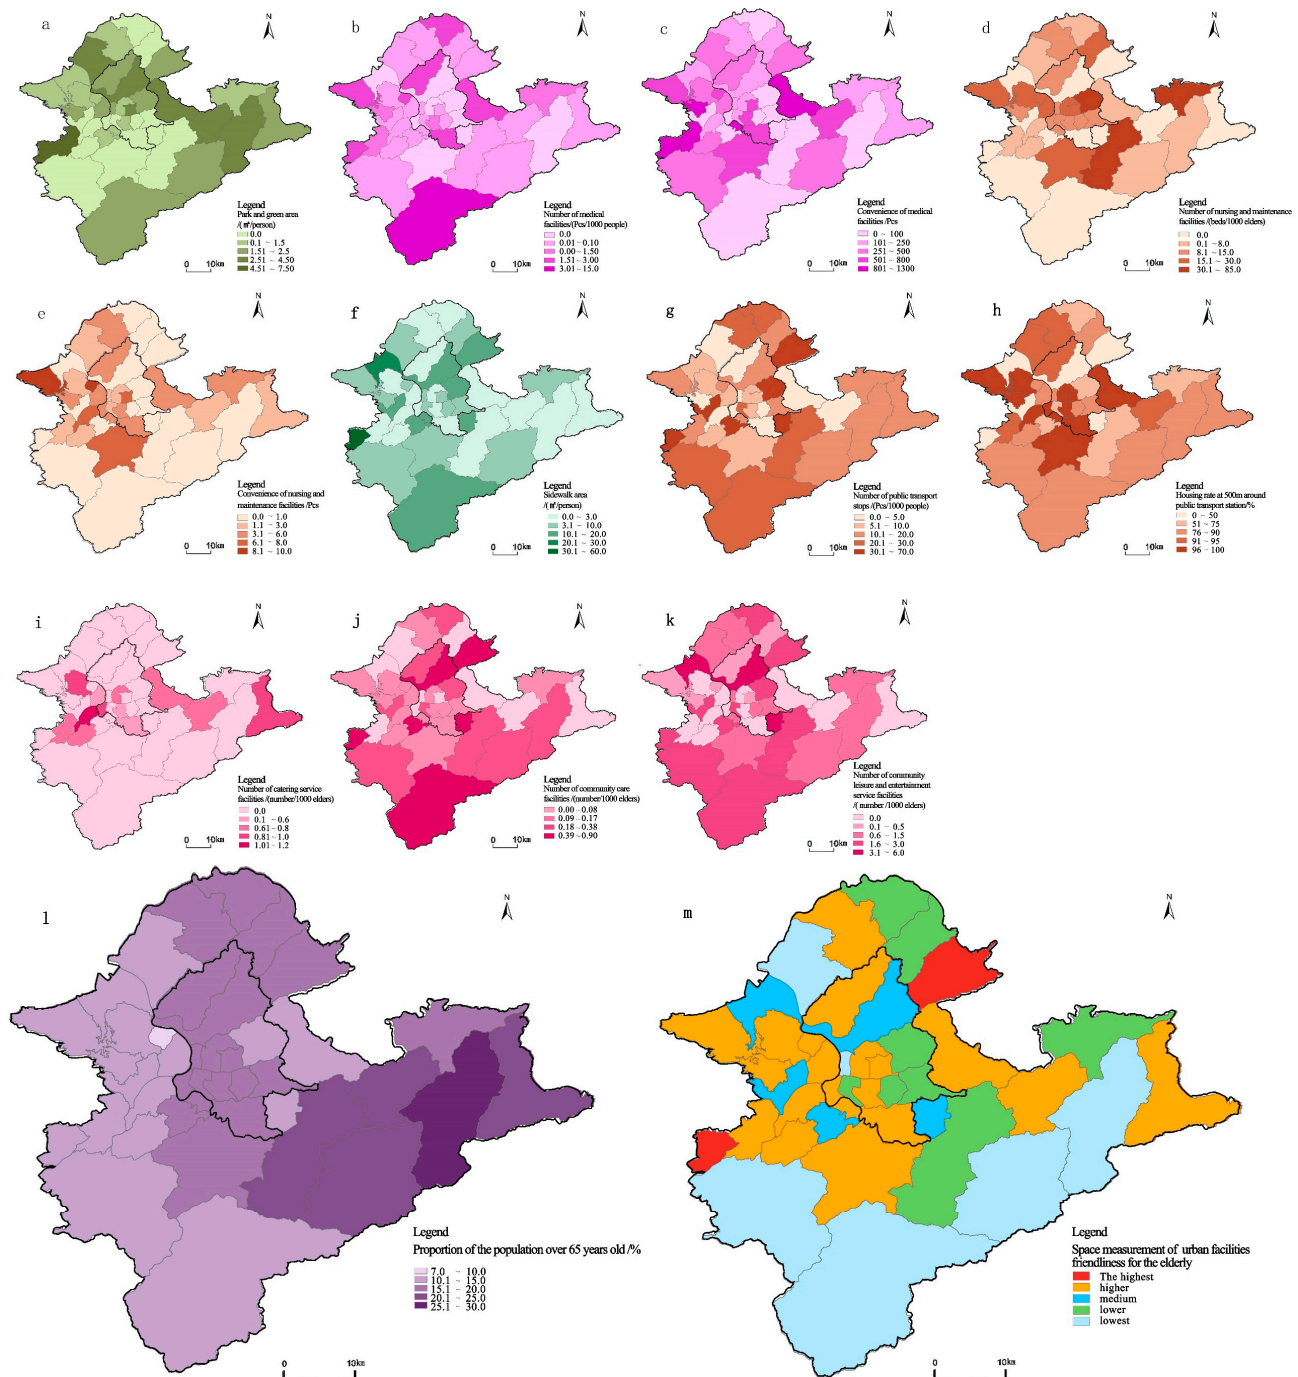 a
N
Legend
Park and green area
/(㎡/person)
0.0
0.1 ~ 1.5
1.51 ~ 2.5
2.51 ~ 4.50
4.51 ~ 7.50
0 10km
b
N
Legend
Number of medical
facilities/(Pcs/1000 people)
0.0
0.01~0.10
0.00~1.50
1.51~3.00
3.01~15.0
0 10km
c
N
Legend
Convenience of medical
facilities /Pcs
0 ~ 100
101 ~ 250
251 ~ 500
501 ~ 800
801 ~ 1300
0 10km
d
N
Legend
Number of nursing and maintenance
facilities /(beds/1000 elders)
0.0
0.1 ~8.0
8.1 ~15.0
15.1 ~ 30.0
30.1 ~ 85.0
0 10km
e
N
Legend
Convenience of nursing and
maintenance facilities /Pcs
0.0 ~ 1.0
1.1 ~ 3.0
3.1 ~ 6.0
6.1 ~ 8.0
8.1 ~ 10.0
0 10km
f
N
Legend
Sidewalk area
/(㎡/person)
0.0 ~ 3.0
3.1 ~ 10.0
10.1 ~ 20.0
20.1 ~ 30.0
30.1 ~ 60.0
0 10km
g
N
Legend
Number of public transport
stops /(Pcs/1000 people)
0.0 ~ 5.0
5.1 ~ 10.0
10.1 ~ 20.0
20.1 ~ 30.0
30.1 ~ 70.0
0 10km
h
N
Legend
Housing rate at 500m around
public transport station/%
0 ~ 50
51 ~ 75
76 ~ 90
91 ~ 95
96 ~ 100
0 10km
i
N
Legend
Number of catering service
facilities /(number/1000 elders)
0.0
0.1 ~ 0.6
0.61~0.8
0.81~1.0
1.01~1.2
0 10km
j
N
Legend
Number of community care
facilities /(number/1000 elders)
0.00~0.08
0.09~0.17
0.18~0.38
0.39~0.90
0 10km
k
N
Legend
Number of community
leisure and entertainment
service facilities
/( number /1000 elders)
0.0
0.1 ~ 0.5
0.6 ~ 1.5
1.6 ~ 3.0
3.1 ~ 6.0
0 10km
l
N
Legend
Proportion of the population over 65 years old /%
7.0 ~ 10.0
10.1 ~ 15.0
15.1 ~ 20.0
20.1 ~ 25.0
25.1 ~ 30.0
0 10km
m
N
Legend
Space measurement of urban facilities
friendliness for the elderly
The highest
higher
medium
lower
lowest
0 10km